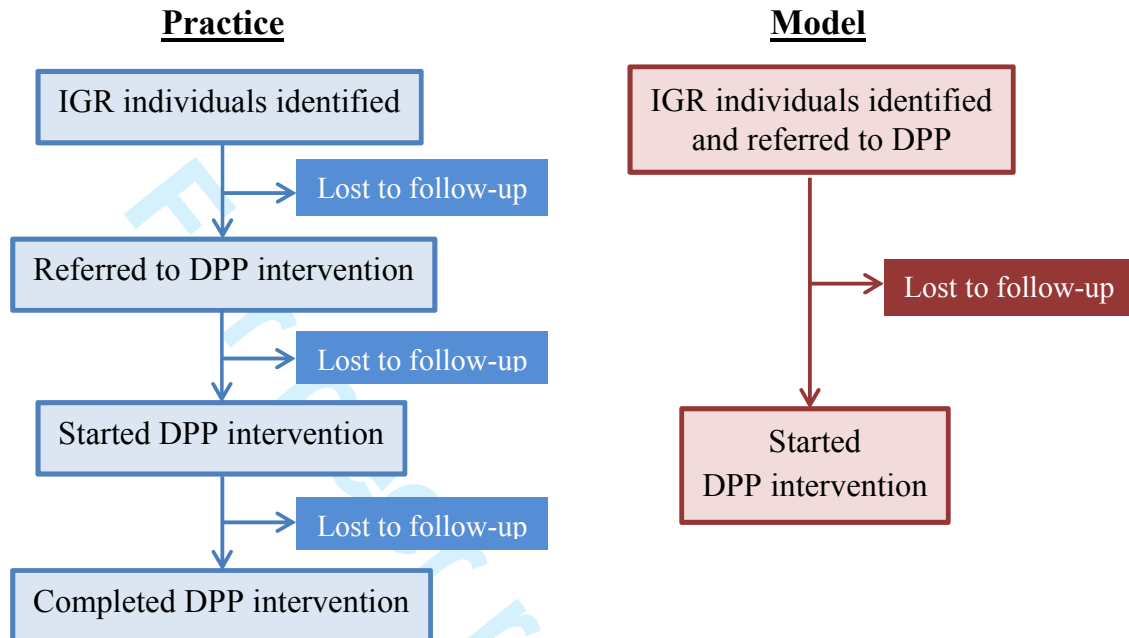 Practice
IGR individuals identified
Lost to follow-up
Referred to DPP intervention
Lost to follow-up
Started DPP intervention
Lost to follow-up
Completed DPP intervention
Model
IGR individuals identified
and referred to DPP
Lost to follow-up
Started
DPP intervention